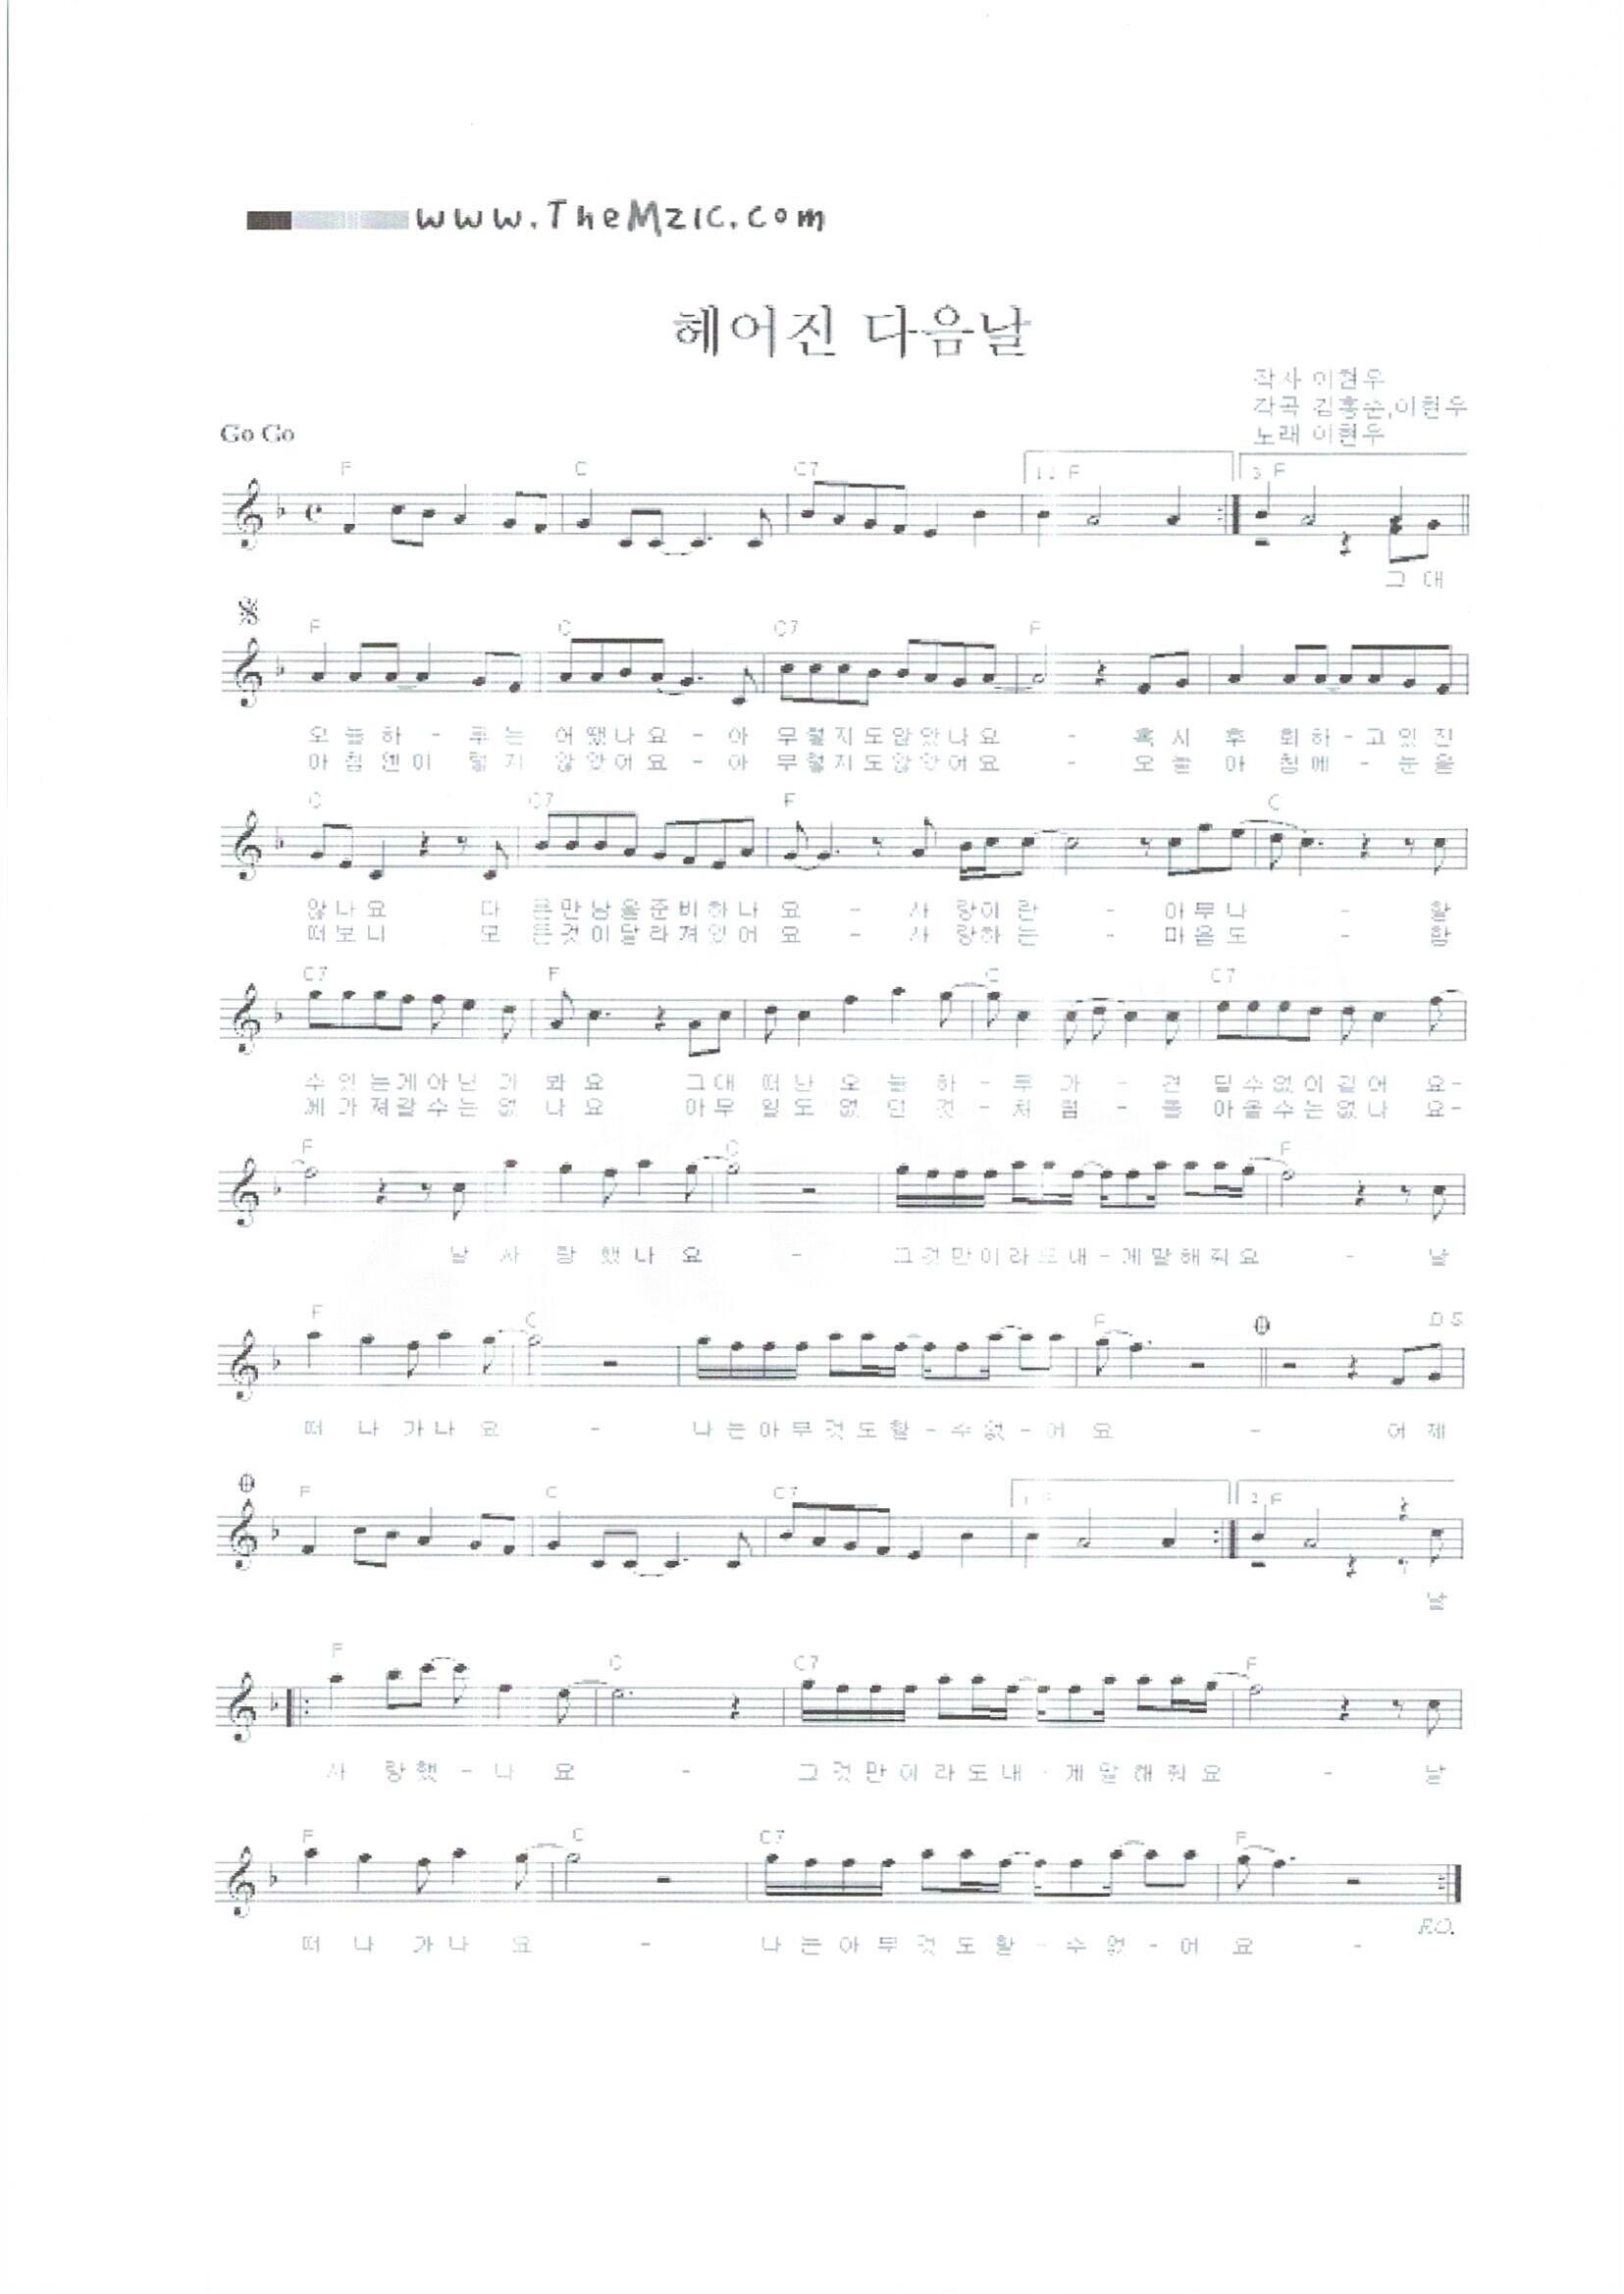 www.TheMzic.com
헤어진 다음날
작사 이현우
작곡 김홍순,이현우
노래 이현우
Go Go
F C C7 F 3. F
그 대
F C C7 F
오 늘 하 - 루 는 어 땠 나 요 - 아 무 렇 지 도 않 았 나 요 - 혹 시 후 회 하 - 고 있 진
아 침 엔 이 렇 지 않 았 어 요 - 아 무 렇 지 도 않 았 어 요 - 오 늘 아 침 에 - 눈 을
C C7 F C
않 나 요 다 른 만 남 을 준 비 하 나 요 - 사 랑 이 란 - 아 무 나 - 할
떠 보 니 모 든 것 이 달 라 져 있 어 요 - 사 랑 하 는 - 마 음 도 - 함
C7 F C C7
수 있 는 게 아 닌 가 봐 요 그 대 떠 난 오 늘 하 - 루 가 - 견 딜 수 없 이 길 어 요 -
께 가 져 갈 수 는 없 나 요 아 무 일 도 없 던 것 - 처 럼 - 돌 아 올 수 는 없 나 요 -
F C F
날 사 랑 했 나 요 - 그 것 만 이 라 도 내 - 게 말 해 줘 요 - 날
F C F D S
떠 나 가 나 요 - 나 는 아 무 것 도 할 - 수 없 - 어 요 - 어 제
F C C7 2. F
날
F C C7 F
사 랑 했 - 나 요 - 그 것 만 이 라 도 내 - 게 말 해 줘 요 - 날
F C C7 F
F.O.
떠 나 가 나 요 - 나 는 아 무 것 도 할 - 수 없 - 어 요 -